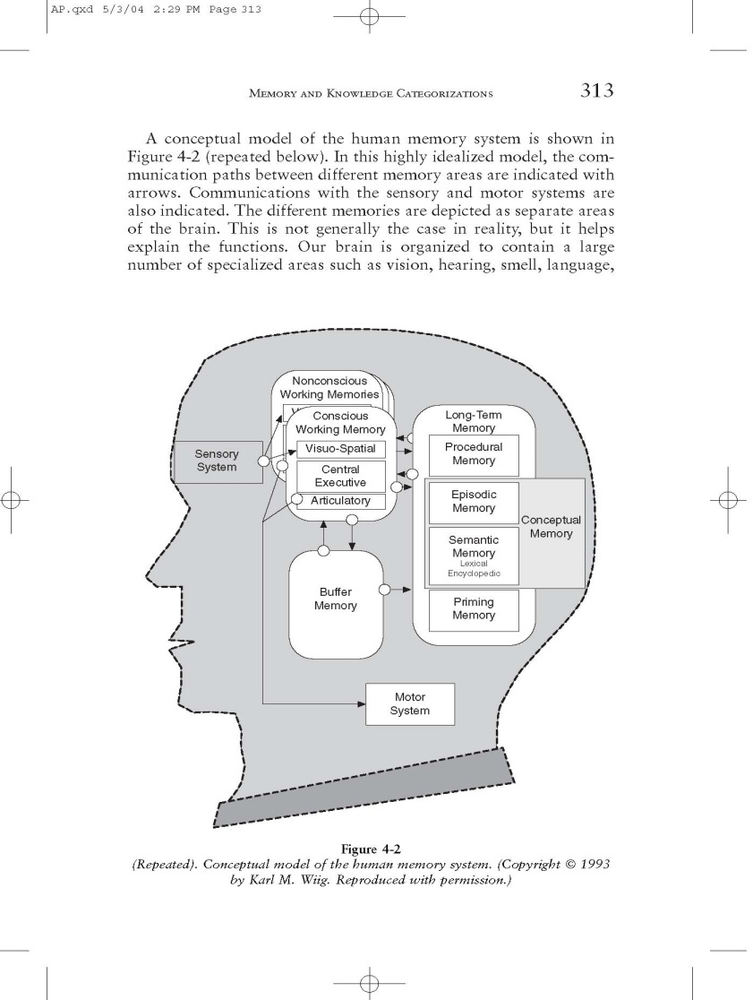 AP.qxd 5/3/04 2:29 PM Page 313
MEMORY AND KNOWLEDGE CATEGORIZATIONS 313
A conceptual model of the human memory system is shown in
Figure 4-2 (repeated below). In this highly idealized model, the com-
munication paths between different memory areas are indicated with
arrows. Communications with the sensory and motor systems are
also indicated. The different memories are depicted as separate areas
of the brain. This is not generally the case in reality, but it helps
explain the functions. Our brain is organized to contain a large
number of specialized areas such as vision, hearing, smell, language,
Nonconscious
Working Memories
Conscious
Working Memory
Visuo-Spatial
Central
Executive
Articulatory
Sensory
System
Long-Term
Memory
Procedural
Memory
Episodic
Memory
Semantic
Memory
Lexical
Encyclopedic
Conceptual
Memory
Priming
Memory
Buffer
Memory
Motor
System
Figure 4-2
(Repeated). Conceptual model of the human memory system. (Copyright © 1993
by Karl M. Wiig. Reproduced with permission.)